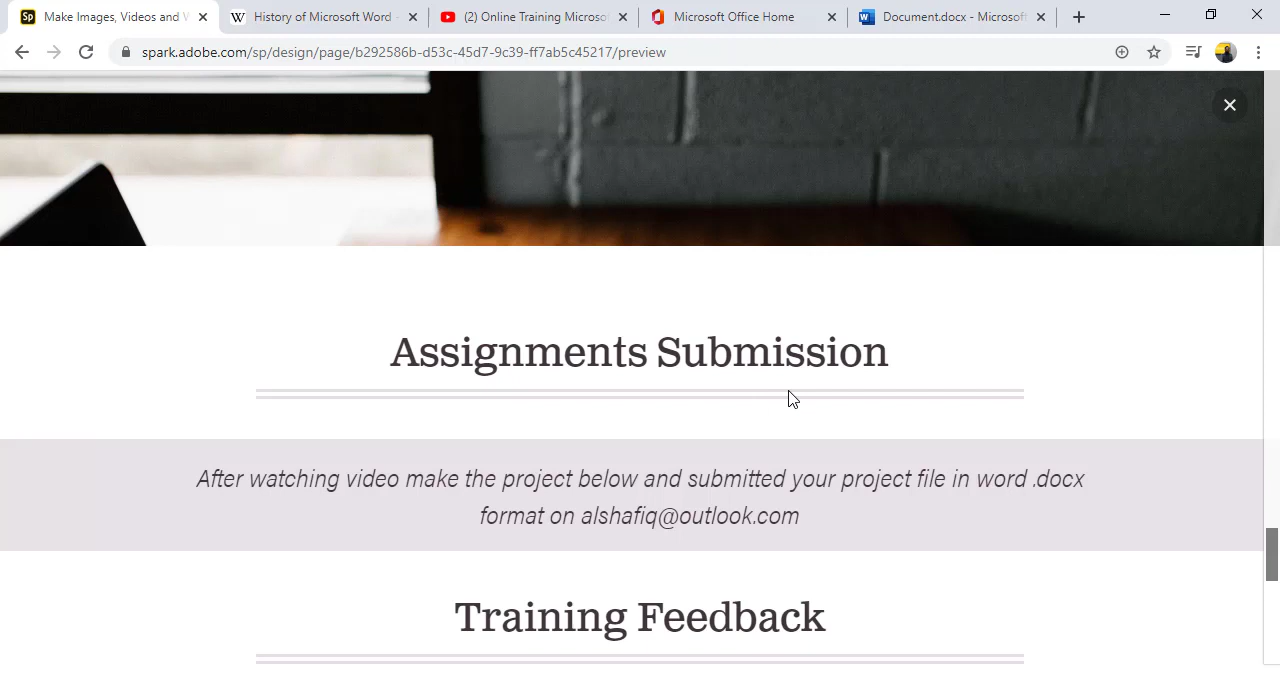 Sp Make Images, Videos and W
W History of Microsoft Word -
(2) Online Training Microsof
Microsoft Office Home
Document.docx - Microsoft
spark.adobe.com/sp/design/page/b292586b-d53c-45d7-9c39-ff7ab5c45217/preview
Assignments Submission
After watching video make the project below and submitted your project file in word .docx
format on alshafiq@outlook.com
Training Feedback